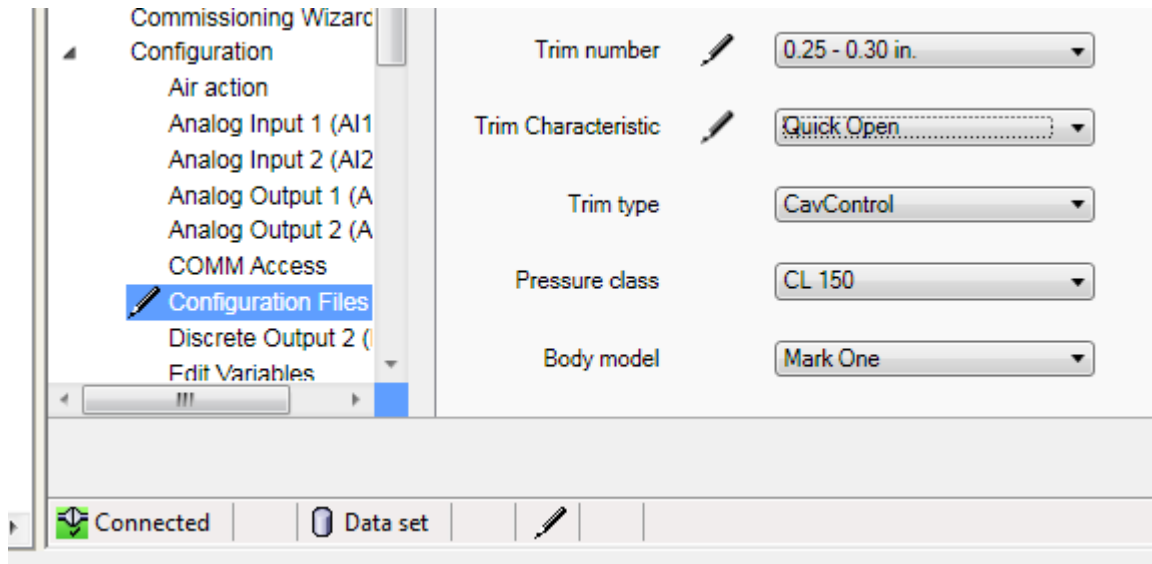 Commissioning Wizarc
Configuration
Air action
Analog Input 1 (AI1
Analog Input 2 (AI2
Analog Output 1 (A
Analog Output 2 (A
COMM Access
Configuration Files
Discrete Output 2 (
Edit Variables
Trim number 0.25 - 0.30 in.
Trim Characteristic Quick Open
Trim type CavControl
Pressure class CL 150
Body model Mark One
Connected Data set